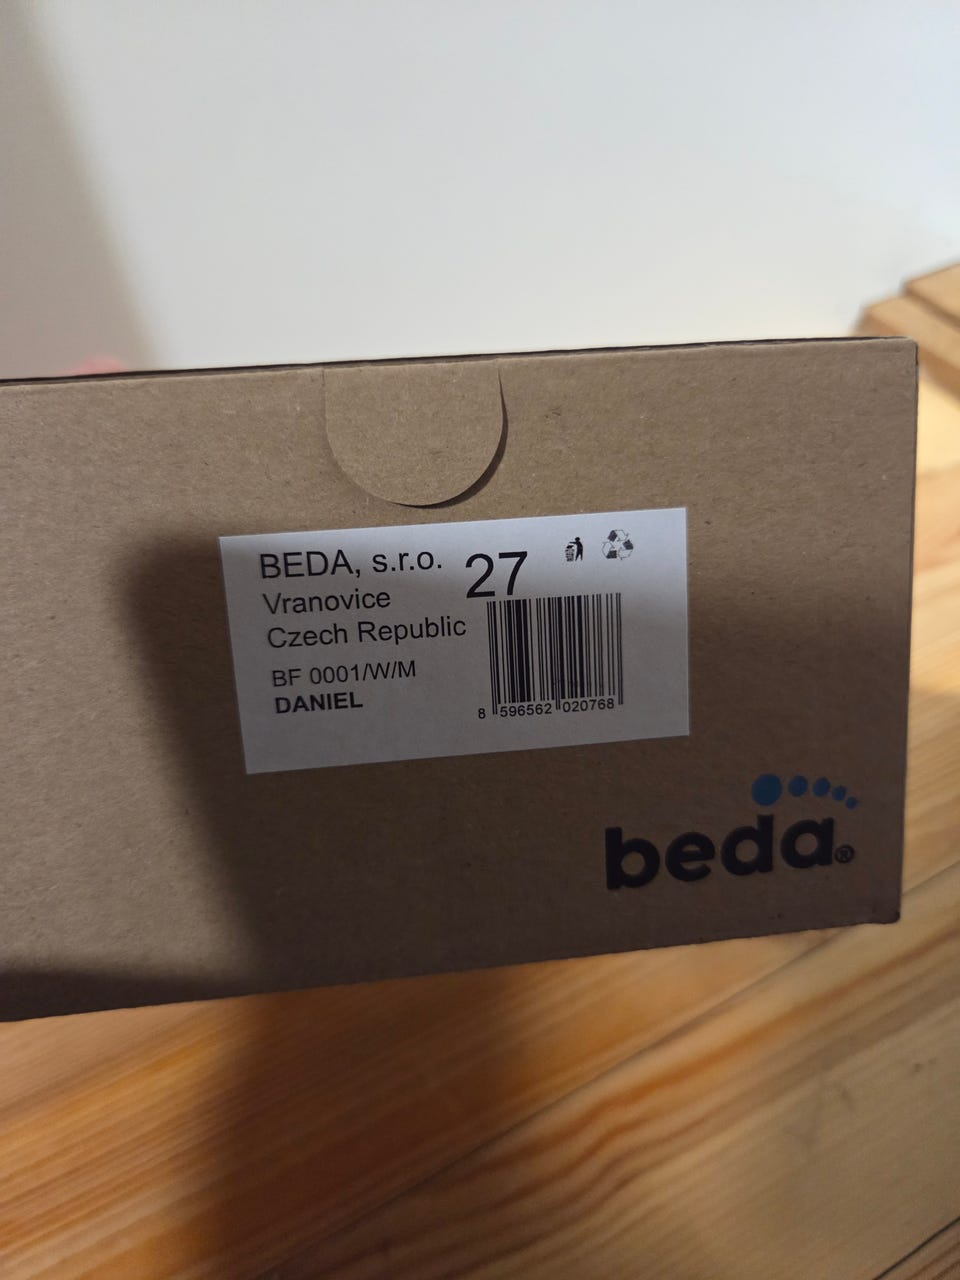 BEDA, s.r.o. 27
Vranovice
Czech Republic
BF 0001/W/M
DANIEL
8 596562 020768
beda®